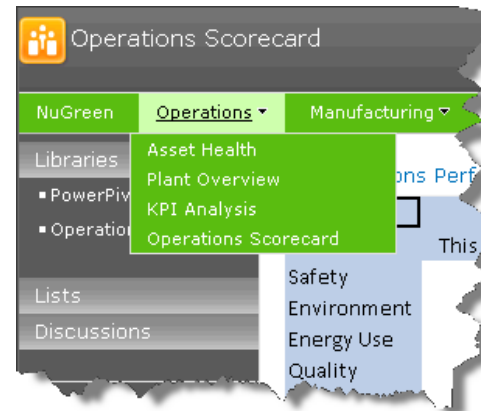 Operations Scorecard
NuGreen Operations Manufacturing
Asset Health
Plant Overview
KPI Analysis
Operations Scorecard
Libraries
Lists
Discussions
This
Safety
Environment
Energy Use
Quality